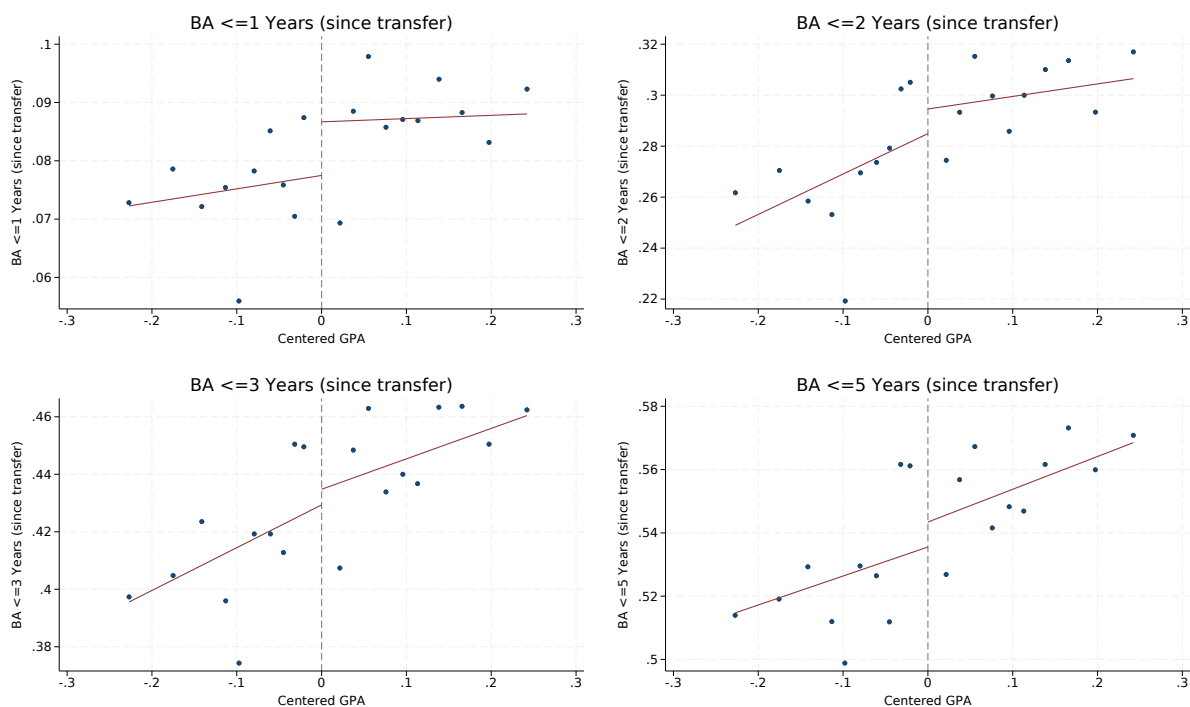 BA <=1 Years (since transfer)
BA <=1 Years (since transfer)
.1
.09
.08
.07
.06
-.3 -.2 -.1 0 .1 .2 .3
Centered GPA
BA <=2 Years (since transfer)
BA <=2 Years (since transfer)
.32
.3
.28
.26
.24
.22
-.3 -.2 -.1 0 .1 .2 .3
Centered GPA
BA <=3 Years (since transfer)
BA <=3 Years (since transfer)
.46
.44
.42
.4
.38
-.3 -.2 -.1 0 .1 .2 .3
Centered GPA
BA <=5 Years (since transfer)
BA <=5 Years (since transfer)
.58
.56
.54
.52
.5
-.3 -.2 -.1 0 .1 .2 .3
Centered GPA